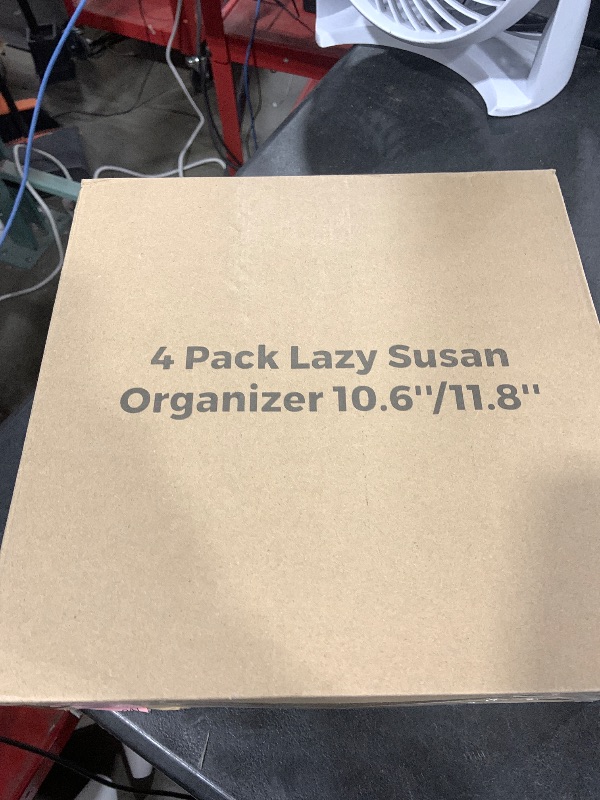 4 Pack Lazy Susan
Organizer 10.6''/11.8''